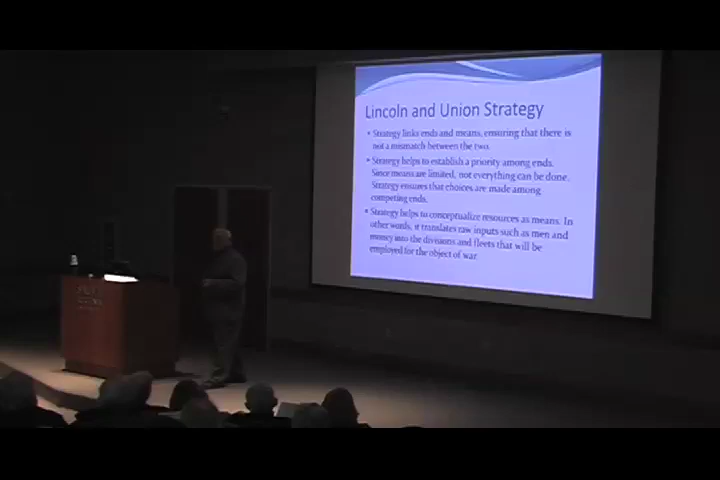 Lincoln and Union Strategy
• Strategy links ends and means, ensuring that there is
not a mismatch between the two.
• Strategy helps to establish a priority among ends.
Since means are limited, not everything can be done.
Strategy ensures that choices are made among
competing ends.
• Strategy helps to conceptualize resources as means. In
other words, it translates raw inputs such as men and
money into the divisions and fleets that will be
employed for the object of war.